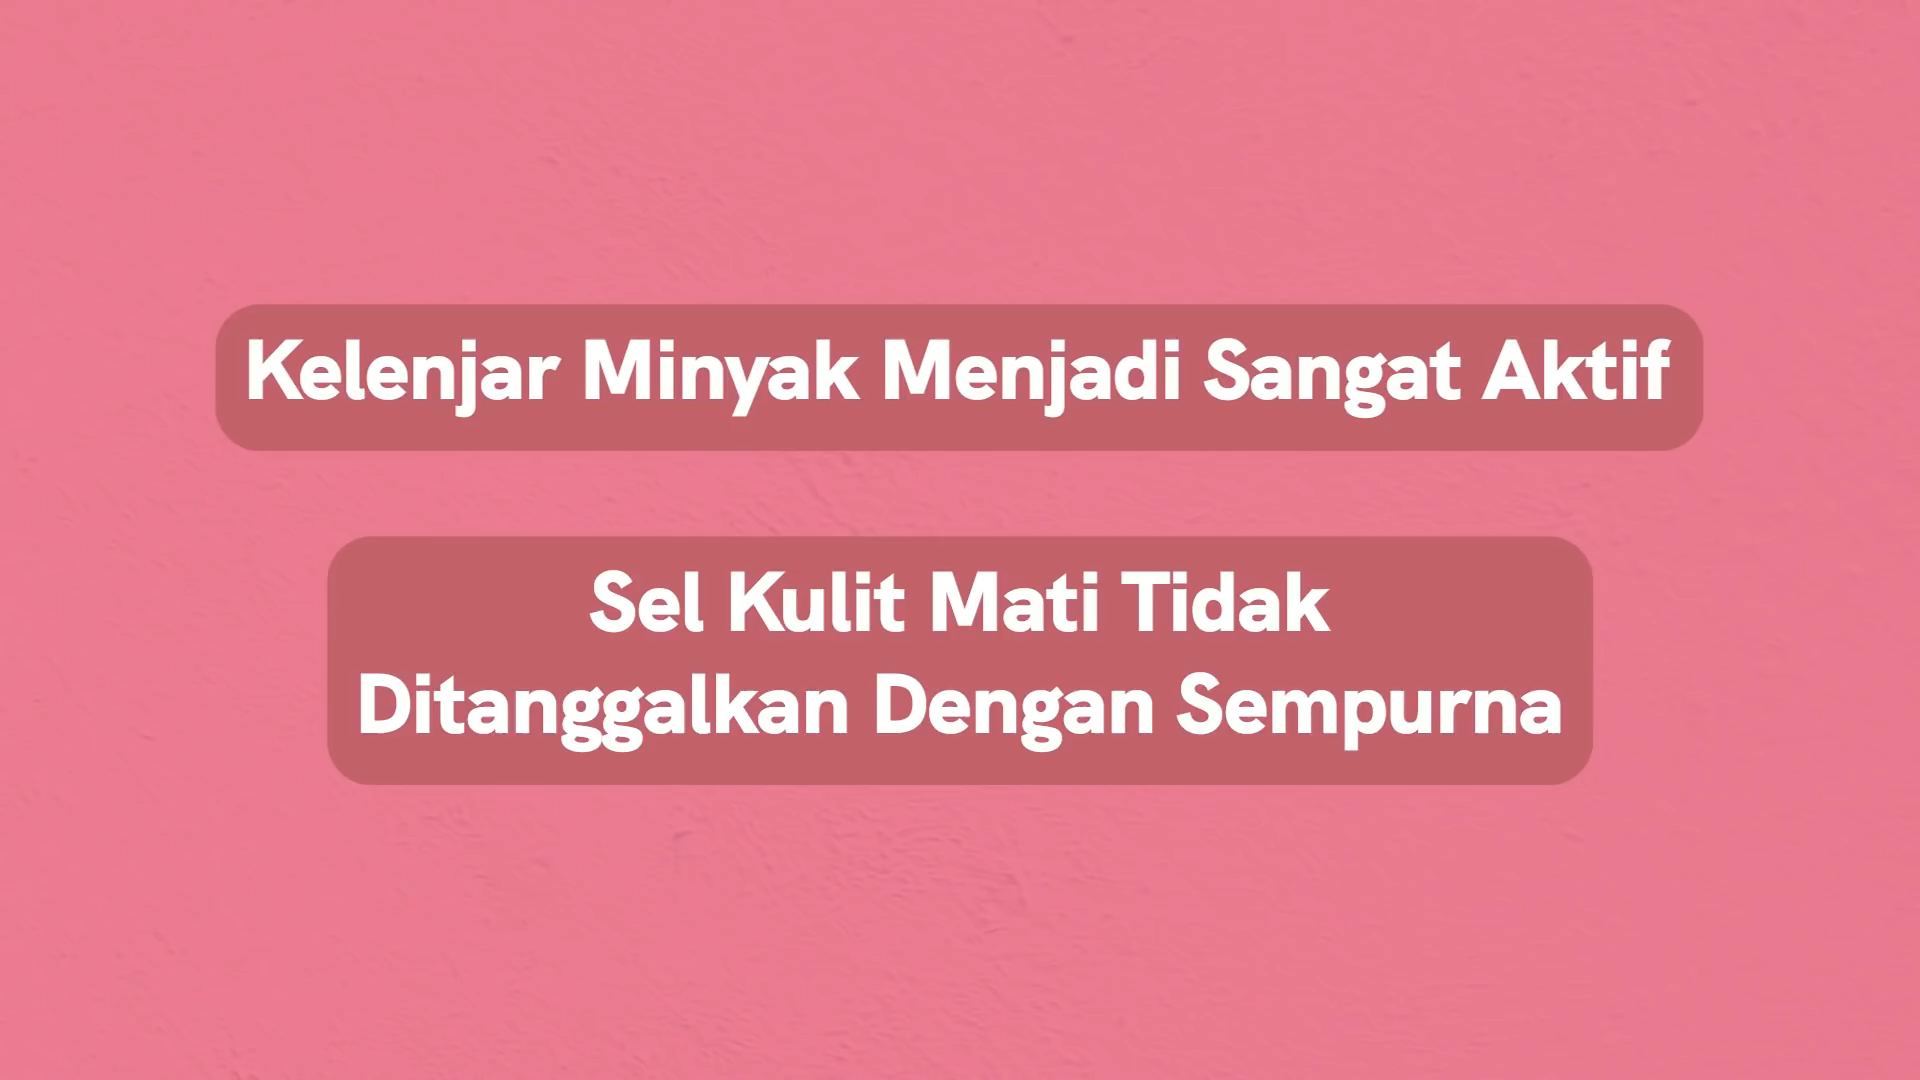 Kelenjar Minyak Menjadi Sangat Aktif
Sel Kulit Mati Tidak
Ditanggalkan Dengan Sempurna